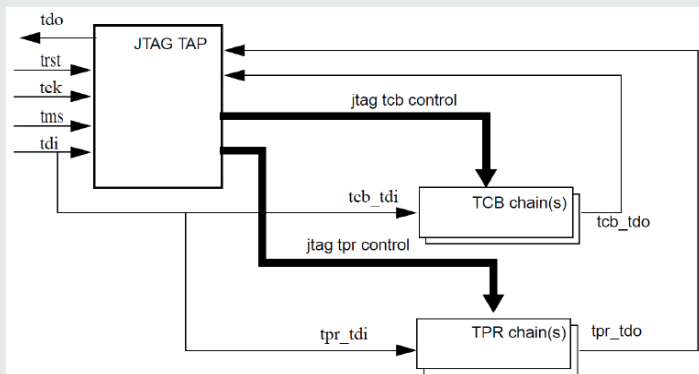 tdo
JTAG TAP
trst
tck
tms
tdi
jtag tcb control
tcb_tdi
TCB chain(s)
tcb_tdo
jtag tpr control
tpr_tdi
TPR chain(s)
tpr_tdo